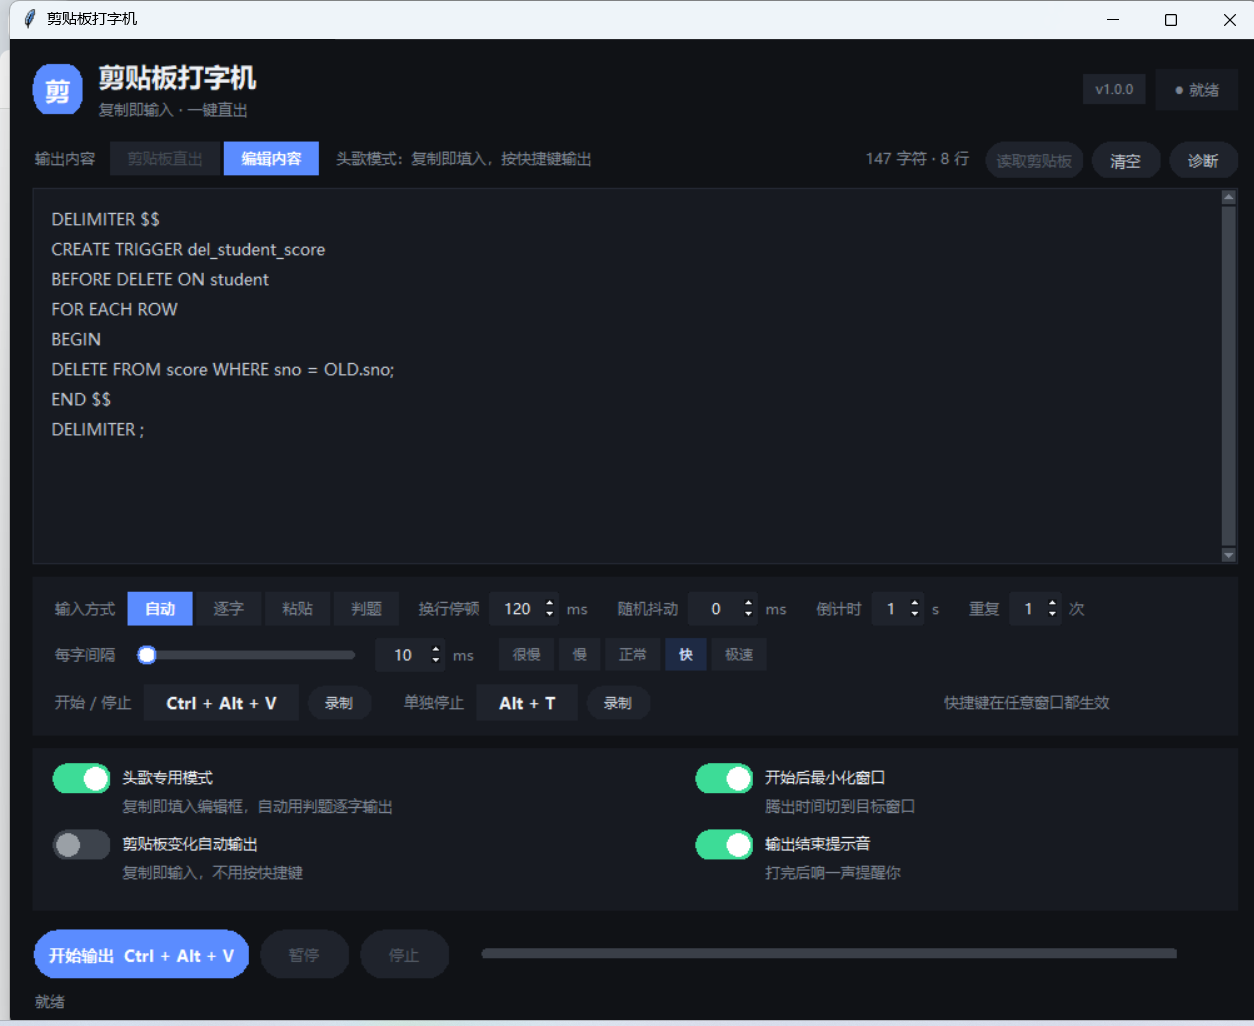 剪贴板打字机
剪
剪贴板打字机
复制即输入 · 一键直出
v1.0.0
● 就绪
输出内容 剪贴板直出 编辑内容 头歌模式：复制即填入，按快捷键输出 147 字符 · 8 行 读取剪贴板 清空 诊断
DELIMITER $$
CREATE TRIGGER del_student_score
BEFORE DELETE ON student
FOR EACH ROW
BEGIN
DELETE FROM score WHERE sno = OLD.sno;
END $$
DELIMITER ;
输入方式 自动 逐字 粘贴 判题 换行停顿 120 ms 随机抖动 0 ms 倒计时 1 s 重复 1 次
每字间隔 10 ms 很慢 慢 正常 快 极速
开始 / 停止 Ctrl + Alt + V 录制 单独停止 Alt + T 录制 快捷键在任意窗口都生效
头歌专用模式
复制即填入编辑框，自动用判题逐字输出
开始后最小化窗口
腾出时间切到目标窗口
剪贴板变化自动输出
复制即输入，不用按快捷键
输出结束提示音
打完后响一声提醒你
开始输出 Ctrl + Alt + V 暂停 停止
就绪